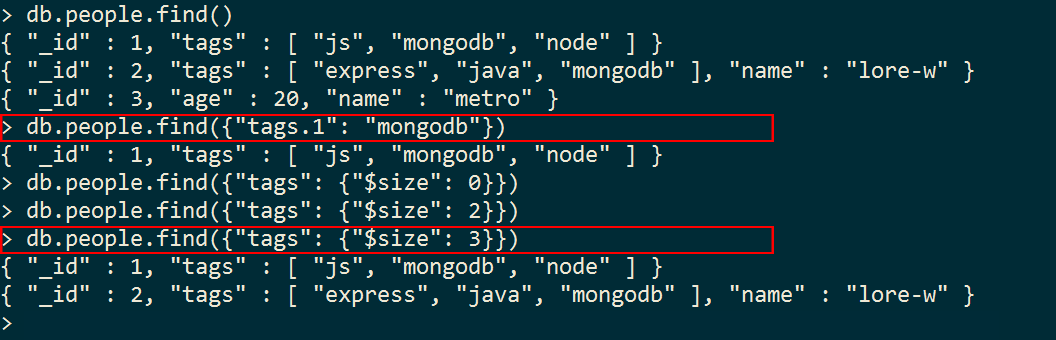 > db.people.find()
{ "_id" : 1, "tags" : [ "js", "mongodb", "node" ] }
{ "_id" : 2, "tags" : [ "express", "java", "mongodb" ], "name" : "lore-w" }
{ "_id" : 3, "age" : 20, "name" : "metro" }
> db.people.find({"tags.1": "mongodb"})
{ "_id" : 1, "tags" : [ "js", "mongodb", "node" ] }
> db.people.find({"tags": {"$size": 0}})
> db.people.find({"tags": {"$size": 2}})
> db.people.find({"tags": {"$size": 3}})
{ "_id" : 1, "tags" : [ "js", "mongodb", "node" ] }
{ "_id" : 2, "tags" : [ "express", "java", "mongodb" ], "name" : "lore-w" }
>